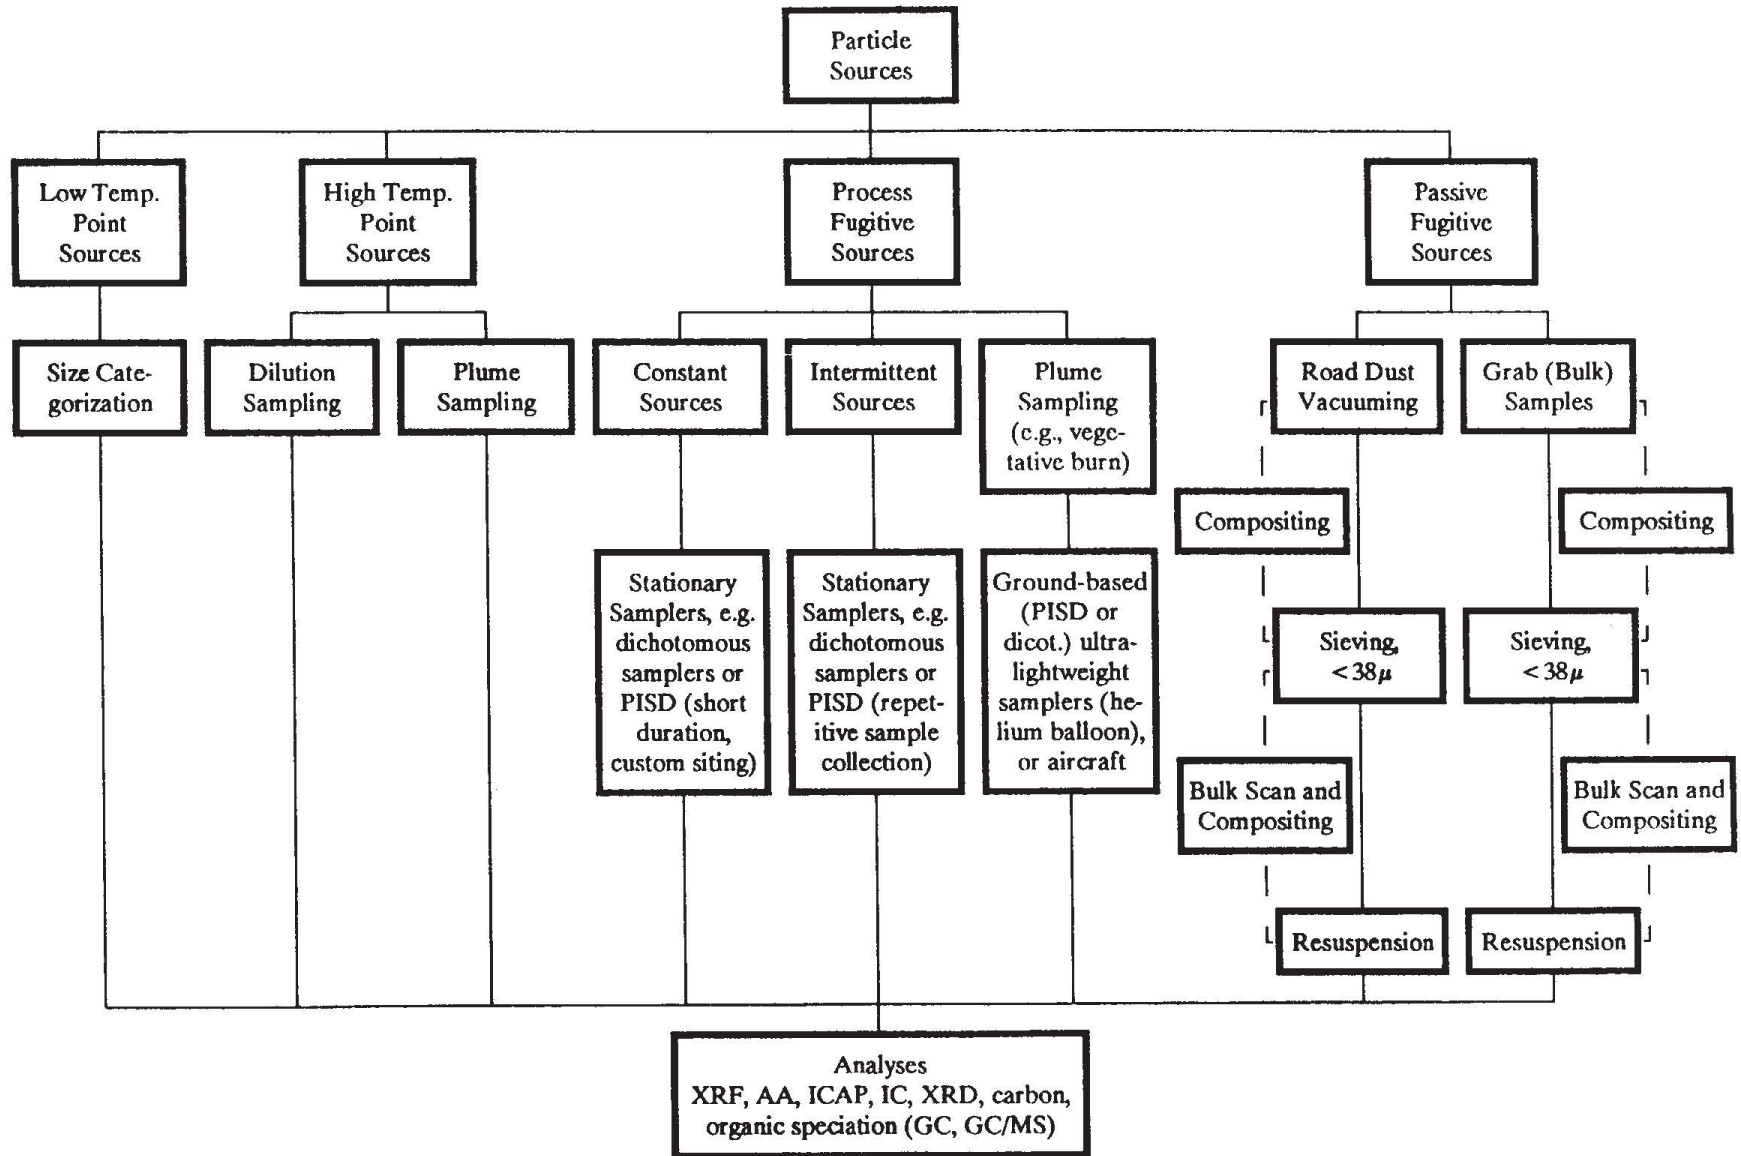 Particle
Sources
Low Temp.
Point
Sources
High Temp.
Point
Sources
Process
Fugitive
Sources
Passive
Fugitive
Sources
Size Cate-
gorization
Dilution
Sampling
Plume
Sampling
Constant
Sources
Intermittent
Sources
Plume
Sampling
(e.g., vege-
tative burn)
Road Dust
Vacuuming
Grab (Bulk)
Samples
Compositing
Compositing
Stationary
Samplers, e.g.
dichotomous
samplers or
PISD (short
duration,
custom siting)
Stationary
Samplers, e.g.
dichotomous
samplers or
PISD (repet-
itive sample
collection)
Ground-based
(PISD or
dicot.) ultra-
lightweight
samplers (he-
lium balloon),
or aircraft
Sieving,
<38μ
Sieving,
<38μ
Bulk Scan and
Compositing
Bulk Scan and
Compositing
Resuspension
Resuspension
Analyses
XRF, AA, ICAP, IC, XRD, carbon,
organic speciation (GC, GC/MS)